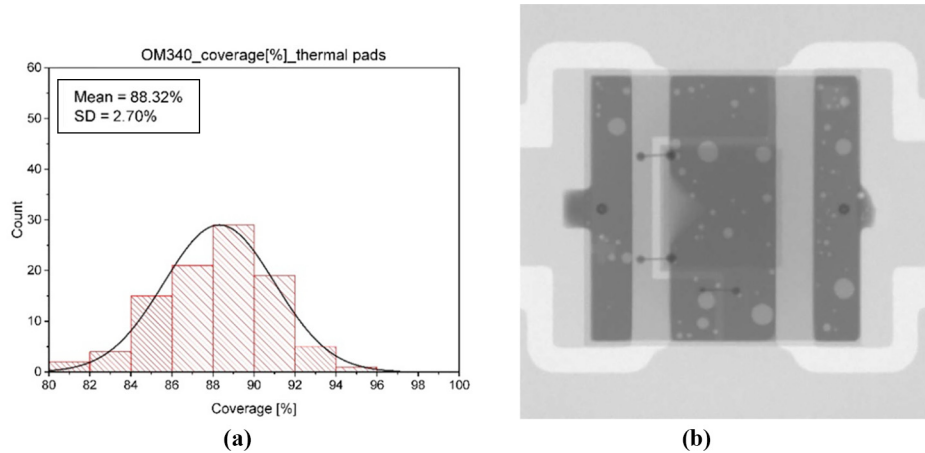 OM340_coverage[%]_thermal pads
Mean = 88.32%
SD = 2.70%
60
50
40
30
20
10
0
Count
80 82 84 86 88 90 92 94 96 98 100
Coverage [%]
(a)
(b)